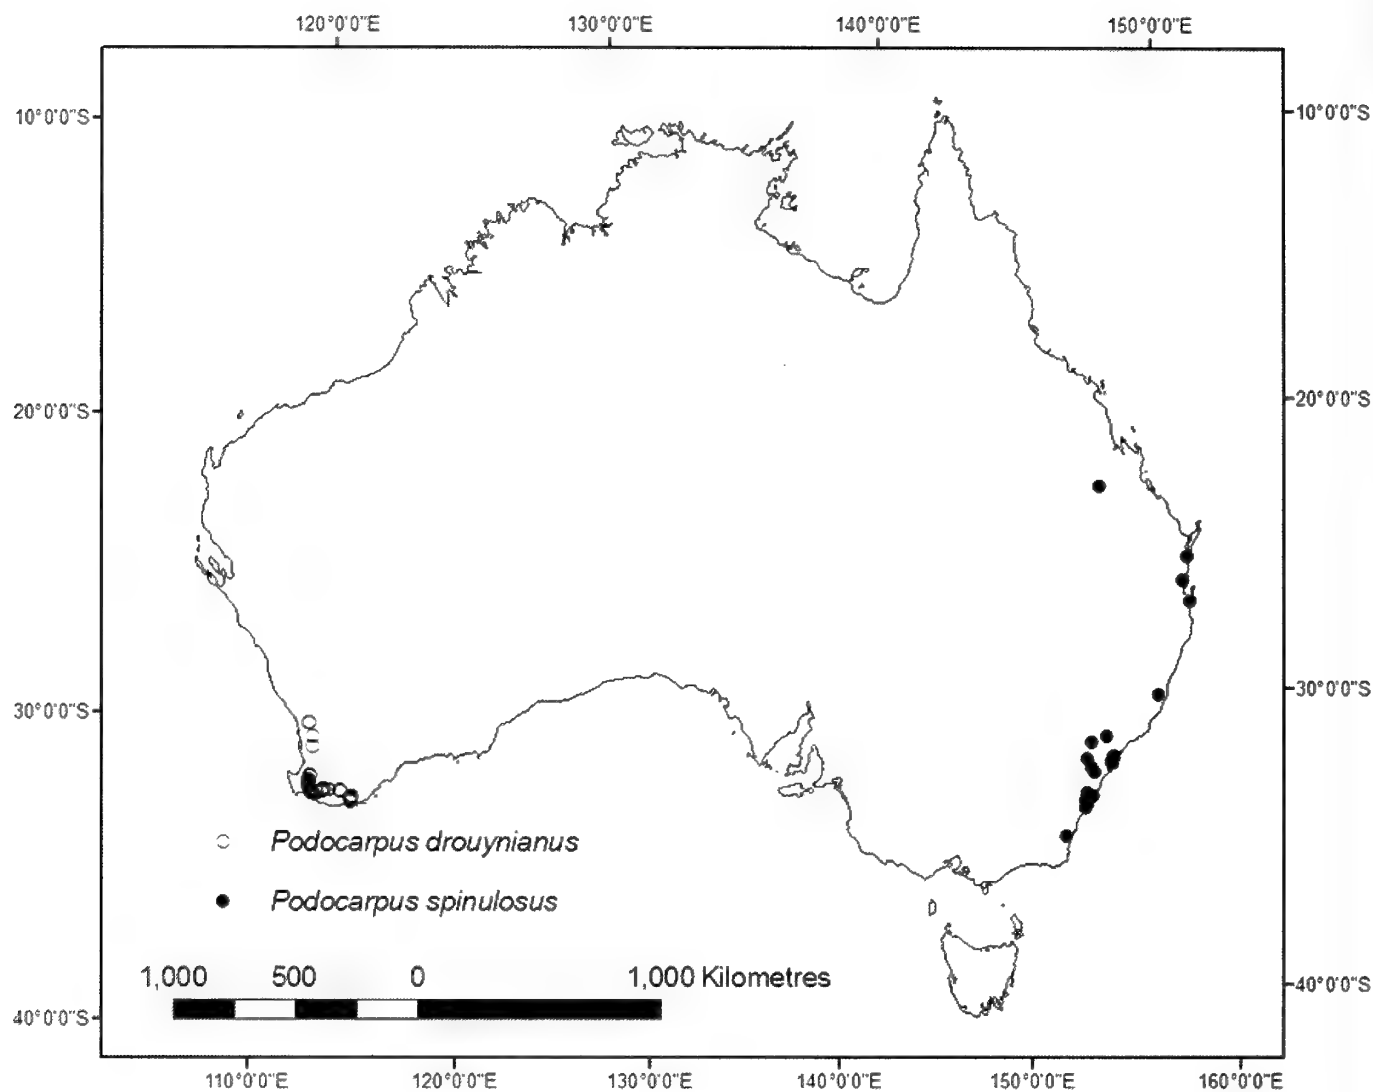 120°0'0"E 130°0'0"E 140°0'0"E 150°0'0"E
10°0'0"S 10°0'0"S
20°0'0"S 20°0'0"S
30°0'0"S 30°0'0"S
Podocarpus drouynianus
Podocarpus spinulosus
1,000 500 0 1,000 Kilometres
40°0'0"S 40°0'0"S
110°0'0"E 120°0'0"E 130°0'0"E 140°0'0"E 150°0'0"E 160°0'0"E